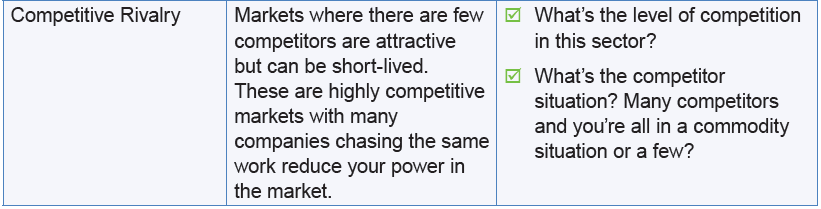 Competitive Rivalry
Markets where there are few
competitors are attractive
but can be short-lived.
These are highly competitive
markets with many
companies chasing the same
work reduce your power in
the market.
What's the level of competition
in this sector?
What's the competitor
situation? Many competitors
and you're all in a commodity
situation or a few?